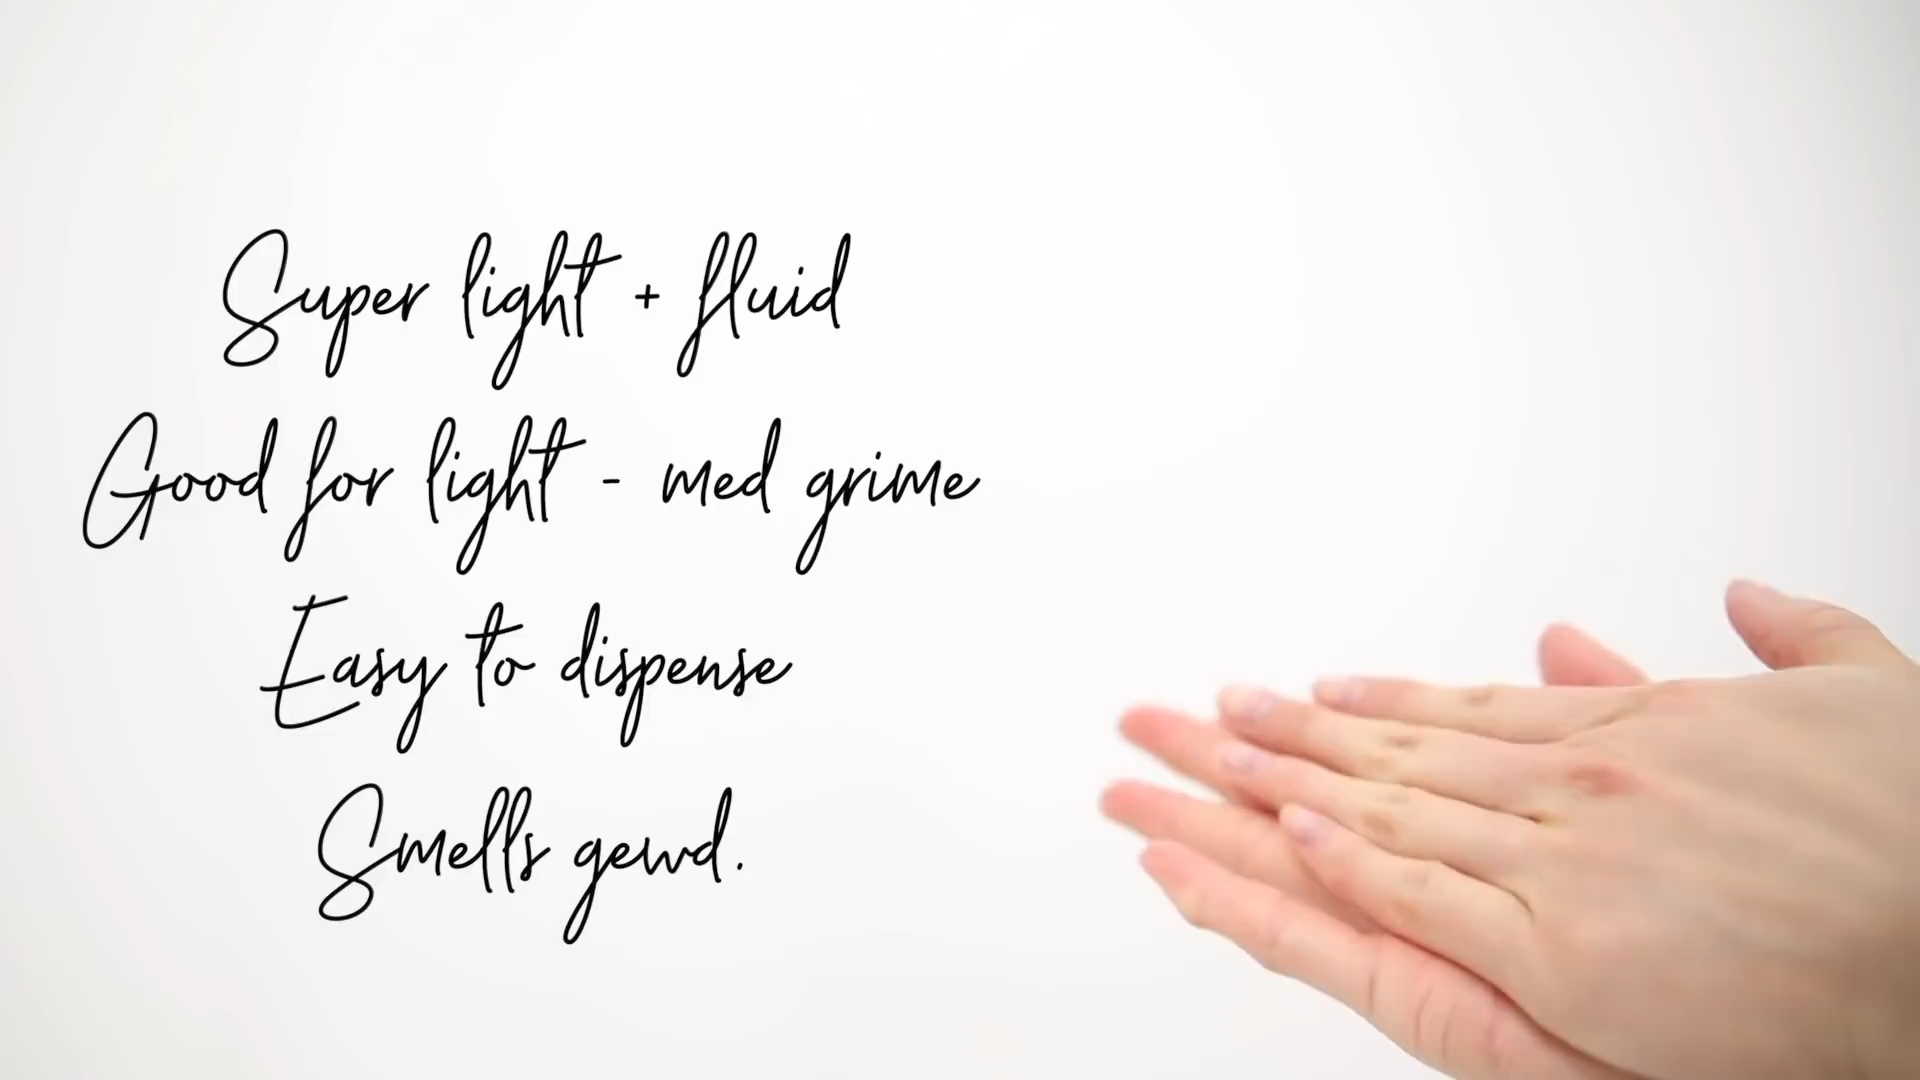 Super light + fluid
Good for light - med grime
Easy to dispense
Smells gewd.